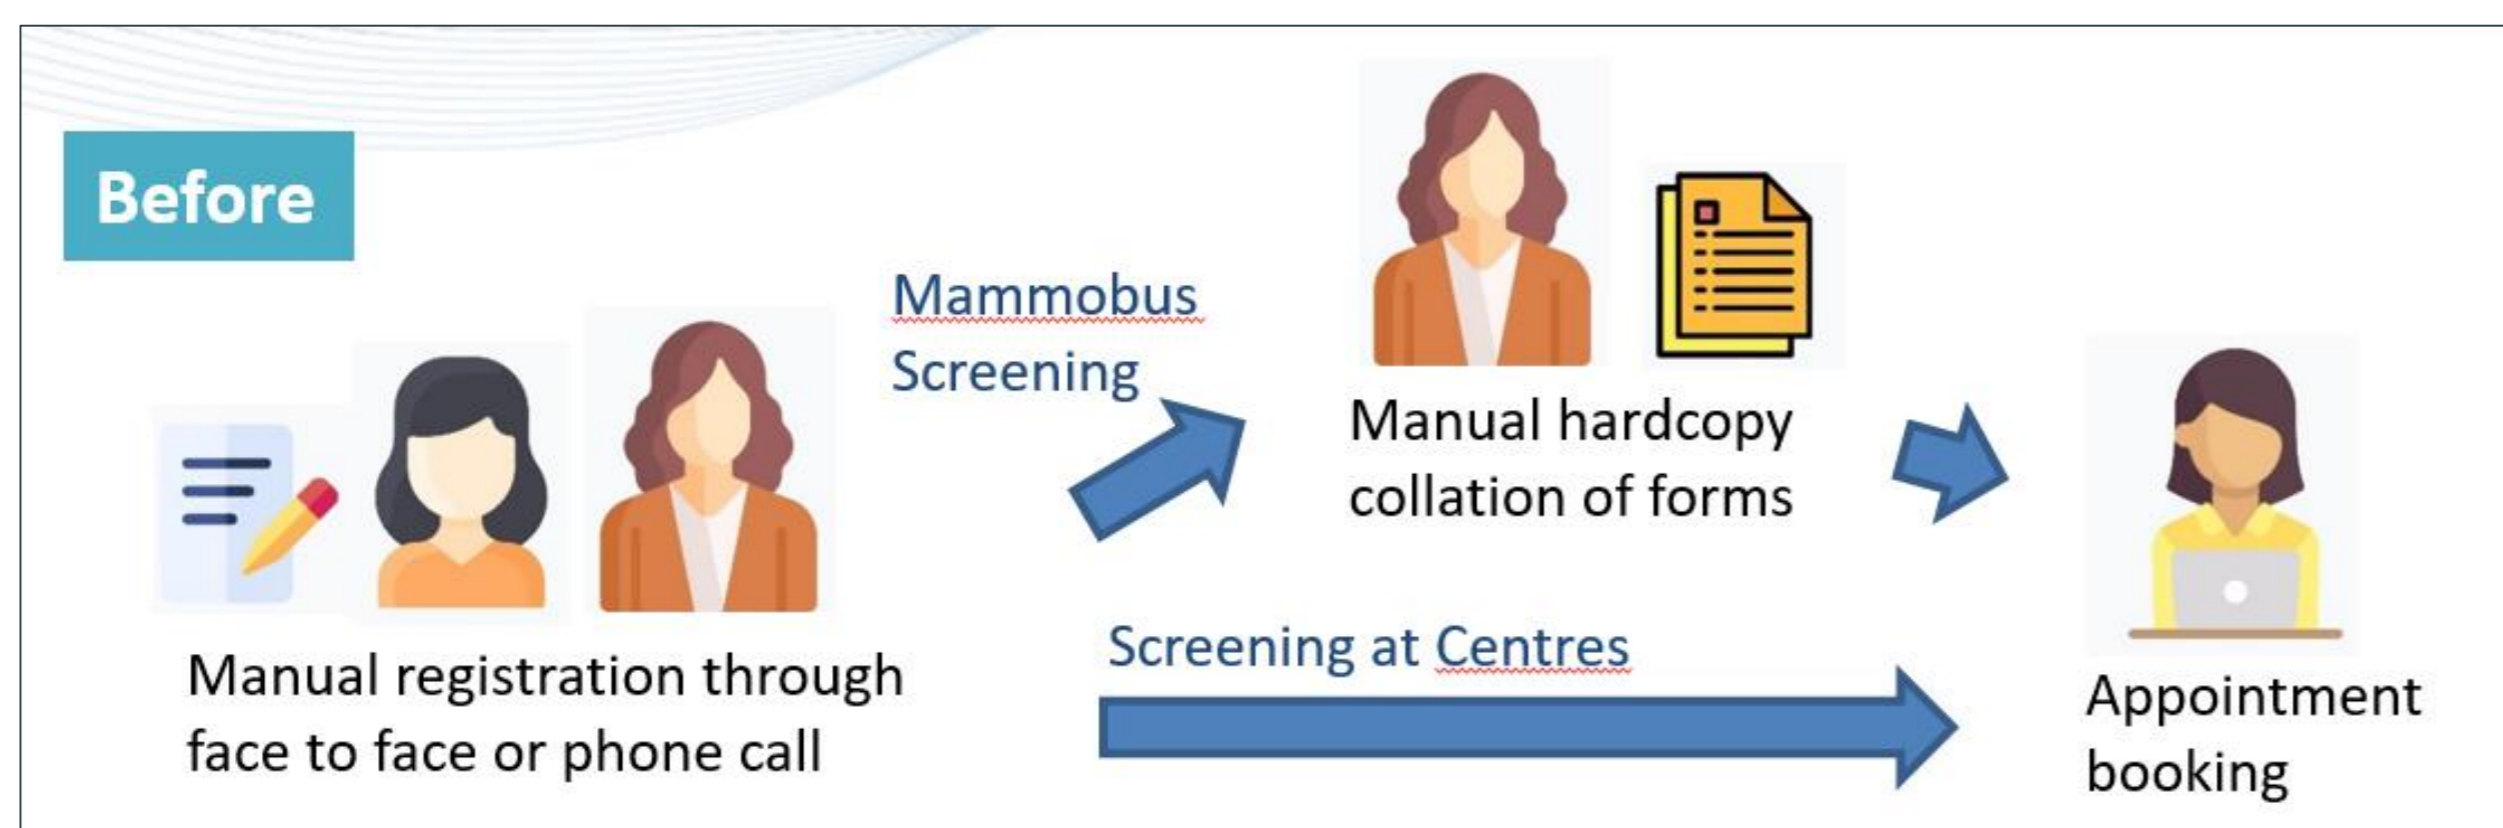 Before
Mammobus
Screening
Manual hardcopy
collation of forms
Manual registration through
face to face or phone call
Screening at Centres
Appointment
booking